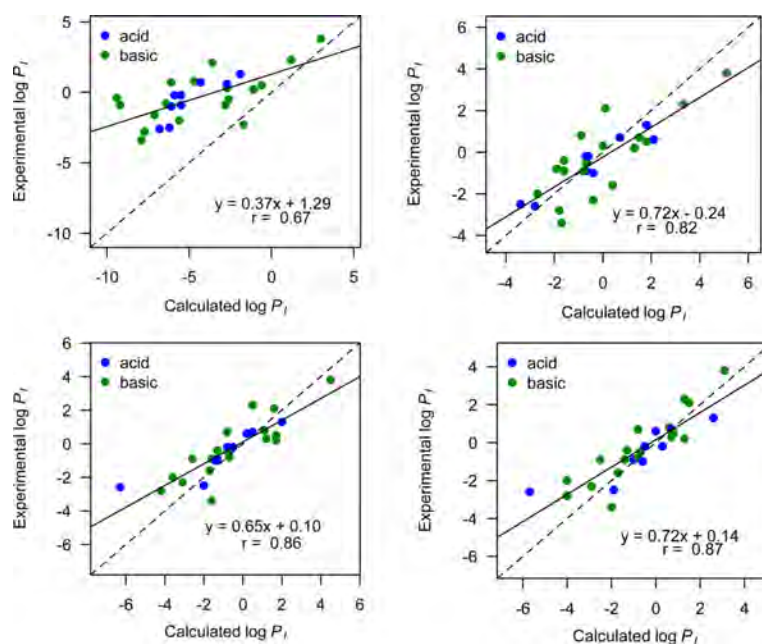 5
0
-5
-10
Experimental log P_I
acid
basic
y = 0.37x + 1.29
r = 0.67
-10
-5
0
5
Calculated log P_I
6
4
2
0
-2
-4
Experimental log P_I
acid
basic
y = 0.72x - 0.24
r = 0.82
-4
-2
0
2
4
6
Calculated log P_I
6
4
2
0
-2
-4
-6
Experimental log P_I
acid
basic
y = 0.65x + 0.10
r = 0.86
-6
-4
-2
0
2
4
6
Calculated log P_I
4
2
0
-2
-4
-6
Experimental log P_I
acid
basic
y = 0.72x + 0.14
r = 0.87
-6
-4
-2
0
2
4
Calculated log P_I